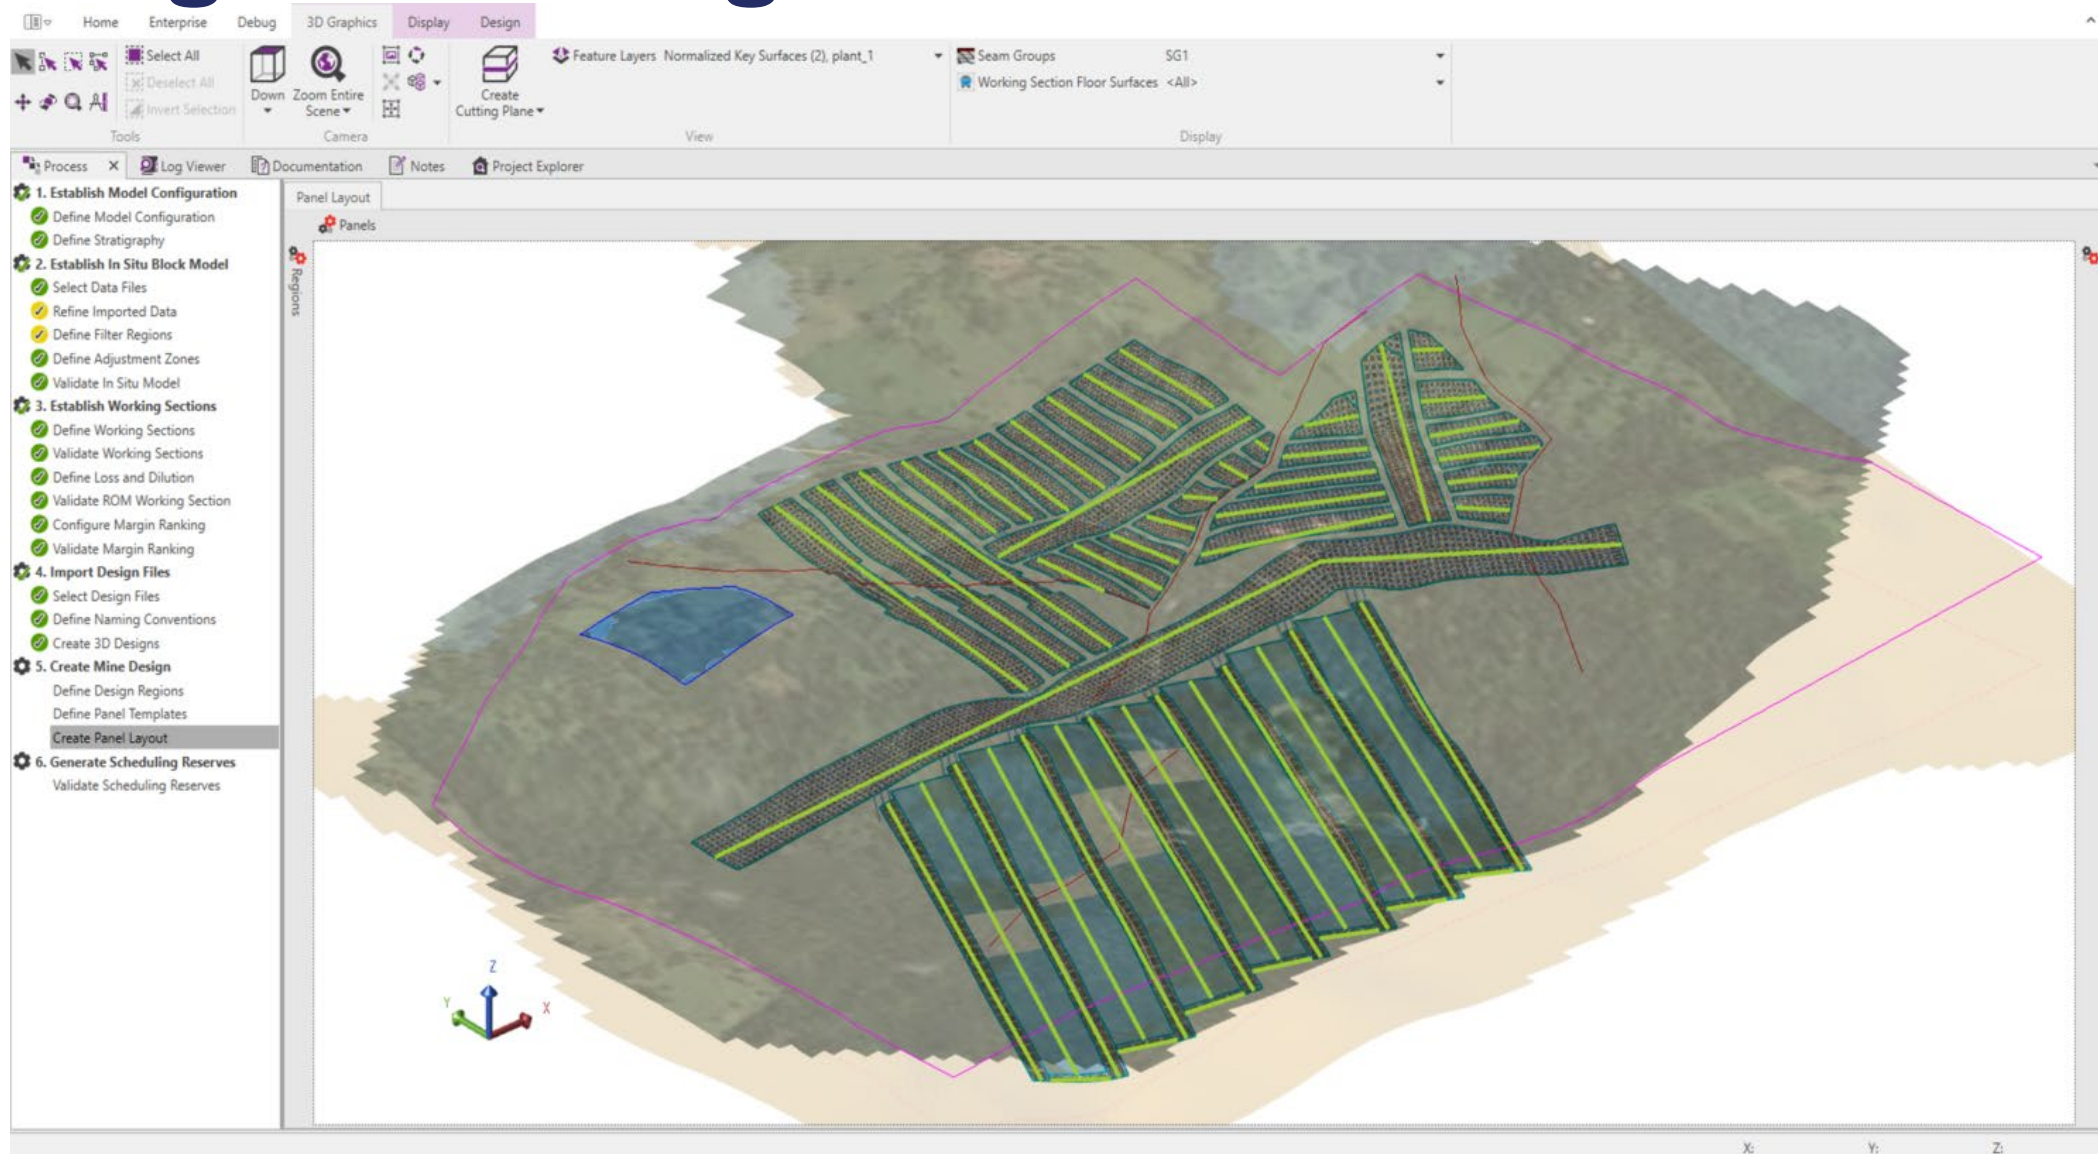 Home Enterprise Debug 3D Graphics Display Design
Select All
Deselect All
Invert Selection
Tools
Down
Zoom Entire
Scene
Camera
Create
Cutting Plane
Feature Layers Normalized Key Surfaces (2), plant_1
View
Seam Groups SG1
Working Section Floor Surfaces <All>
Display
Process Log Viewer Documentation Notes Project Explorer
1. Establish Model Configuration
Define Model Configuration
Define Stratigraphy
2. Establish In Situ Block Model
Select Data Files
Refine Imported Data
Define Filter Regions
Define Adjustment Zones
Validate In Situ Model
3. Establish Working Sections
Define Working Sections
Validate Working Sections
Define Loss and Dilution
Validate ROM Working Section
Configure Margin Ranking
Validate Margin Ranking
4. Import Design Files
Select Design Files
Define Naming Conventions
Create 3D Designs
5. Create Mine Design
Define Design Regions
Define Panel Templates
Create Panel Layout
6. Generate Scheduling Reserves
Validate Scheduling Reserves
Panel Layout
Panels
Regions
Z
Y
X
X: Y: Z: